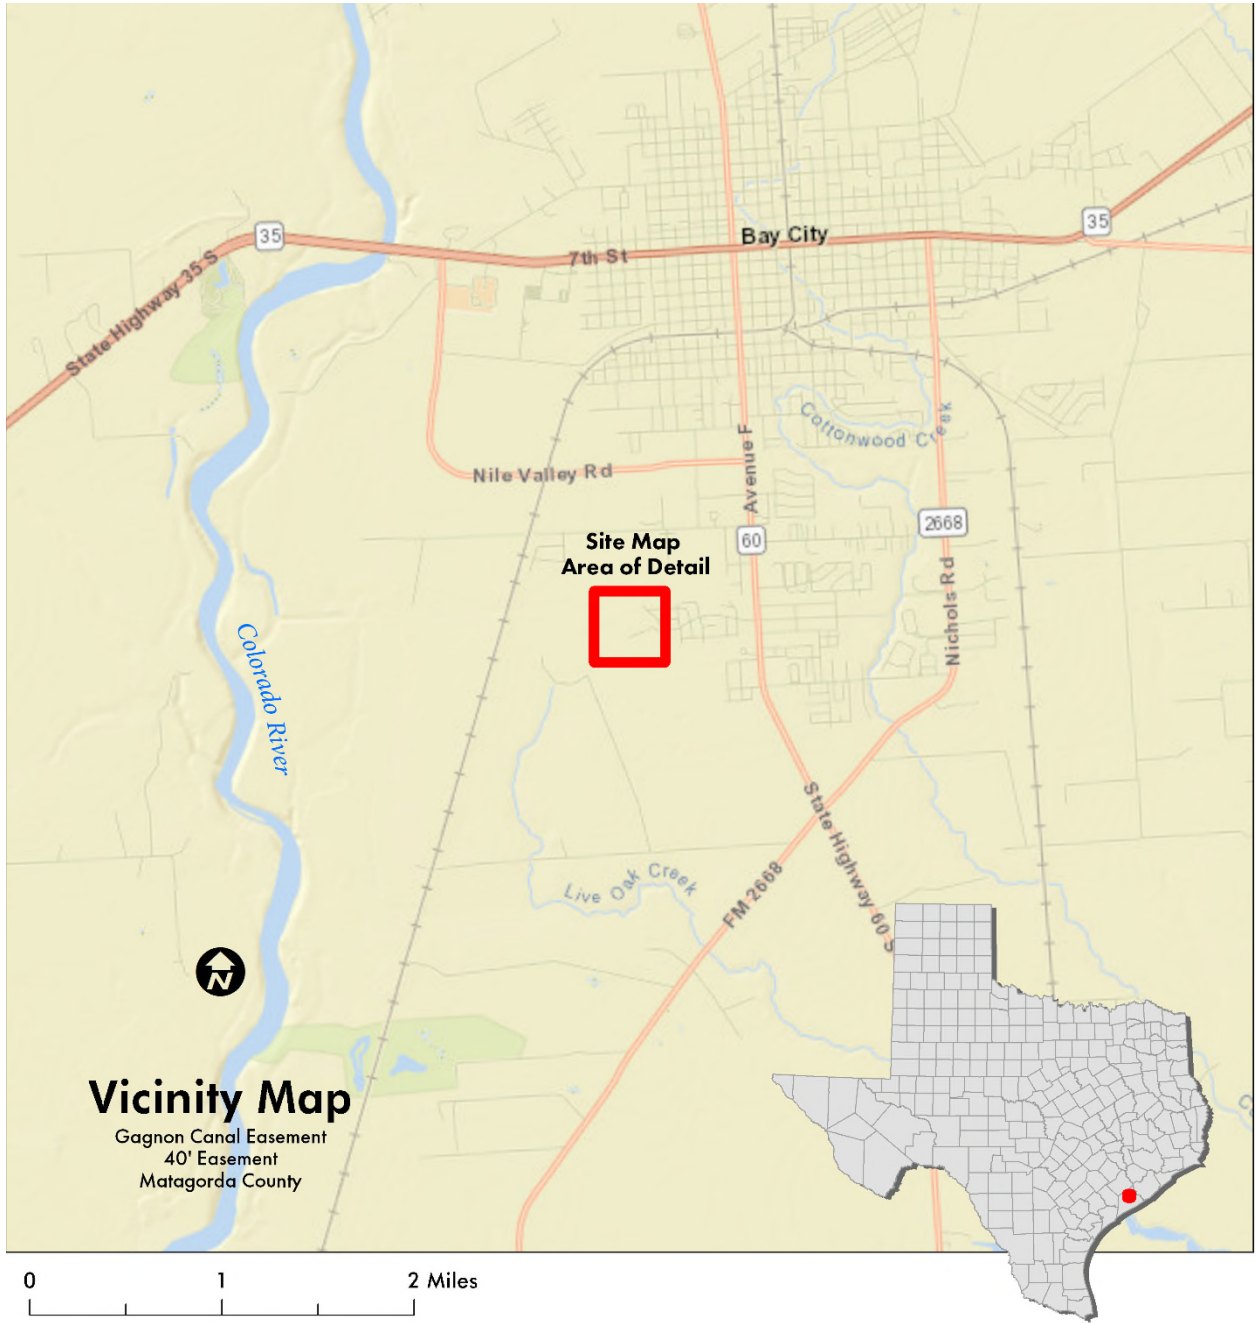 35
35
Bay City
7th St
State Highway 35 S
Cottonwood Creek
Avenue F
Nile Valley Rd
2668
60
Site Map
Area of Detail
Nichols Rd
Colorado River
State Highway 60 S
Live Oak Creek
FM 2668
N
Vicinity Map
Gagnon Canal Easement
40' Easement
Matagorda County
0 1 2 Miles